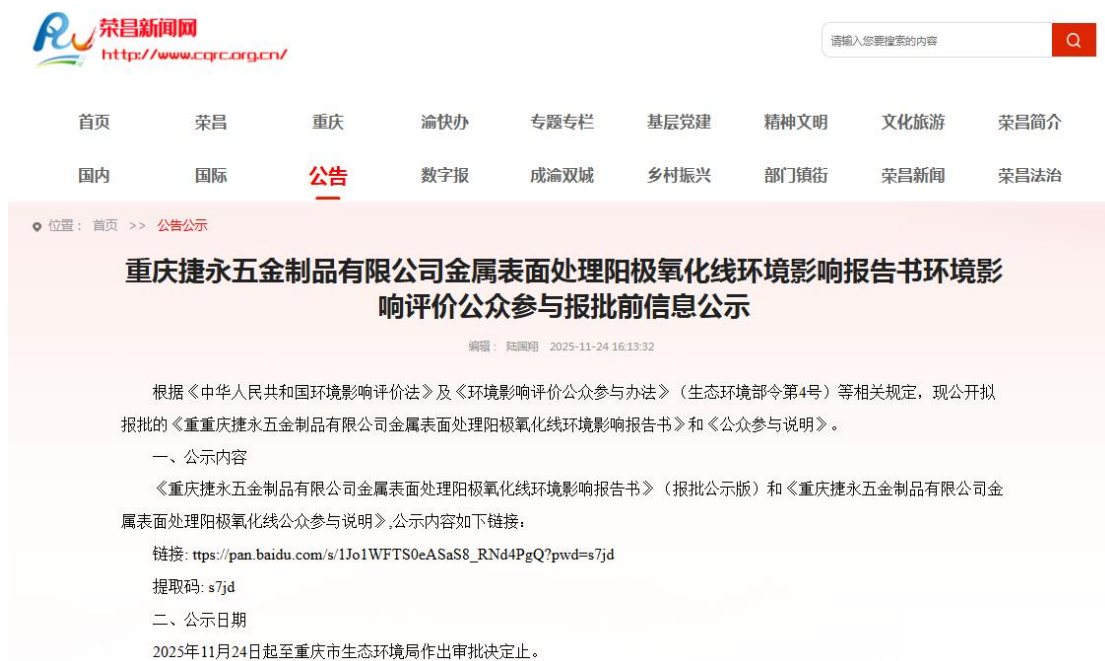 荣昌新闻网
http://www.cqrc.org.cn/
请输入您要搜索的内容
首页 荣昌 重庆 渝快办 专题专栏 基层党建 精神文明 文化旅游 荣昌简介
国内 国际 公告 数字报 成渝双城 乡村振兴 部门镇街 荣昌新闻 荣昌法治
位置： 首页 >> 公告公示
重庆捷永五金制品有限公司金属表面处理阳极氧化线环境影响报告书环境影
响评价公众参与报批前信息公示
编辑： 陆国翔 2025-11-24 16:13:32
根据《中华人民共和国环境影响评价法》及《环境影响评价公众参与办法》（生态环境部令第4号）等相关规定，现公开拟
报批的《重重庆捷永五金制品有限公司金属表面处理阳极氧化线环境影响报告书》和《公众参与说明》。
一、公示内容
《重庆捷永五金制品有限公司金属表面处理阳极氧化线环境影响报告书》（报批公示版）和《重庆捷永五金制品有限公司金
属表面处理阳极氧化线公众参与说明》,公示内容如下链接：
链接: ttps://pan.baidu.com/s/1Jo1WFTS0eASaS8_RNd4PgQ?pwd=s7jd
提取码: s7jd
二、公示日期
2025年11月24日起至重庆市生态环境局作出审批决定止。